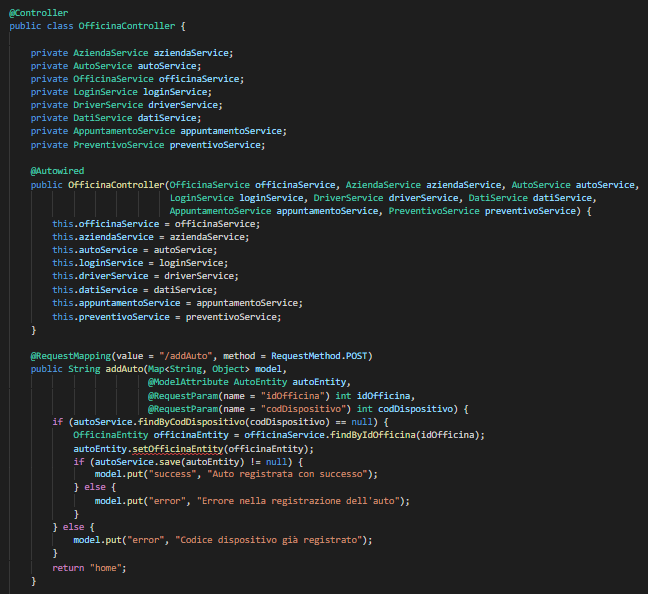 @Controller
public class OfficinaController {
private AziendaService aziendaService;
private AutoService autoService;
private OfficinaService officinaService;
private LoginService loginService;
private DriverService driverService;
private DatiService datiService;
private AppuntamentoService appuntamentoService;
private PreventivoService preventivoService;
@Autowired
public OfficinaController(OfficinaService officinaService, AziendaService aziendaService, AutoService autoService,
LoginService loginService, DriverService driverService, DatiService datiService,
AppuntamentoService appuntamentoService, PreventivoService preventivoService) {
this.officinaService = officinaService;
this.aziendaService = aziendaService;
this.autoService = autoService;
this.loginService = loginService;
this.driverService = driverService;
this.datiService = datiService;
this.appuntamentoService = appuntamentoService;
this.preventivoService = preventivoService;
}
@RequestMapping(value = "/addAuto", method = RequestMethod.POST)
public String addAuto(Map<String, Object> model,
@ModelAttribute AutoEntity autoEntity,
@RequestParam(name = "idOfficina") int idOfficina,
@RequestParam(name = "codDispositivo") int codDispositivo) {
if (autoService.findByCodDispositivo(codDispositivo) == null) {
OfficinaEntity officinaEntity = officinaService.findByIdOfficina(idOfficina);
autoEntity.setOfficinaEntity(officinaEntity);
if (autoService.save(autoEntity) != null) {
model.put("success", "Auto registrata con successo");
} else {
model.put("error", "Errore nella registrazione dell'auto");
}
} else {
model.put("error", "Codice dispositivo già registrato");
}
return "home";
}